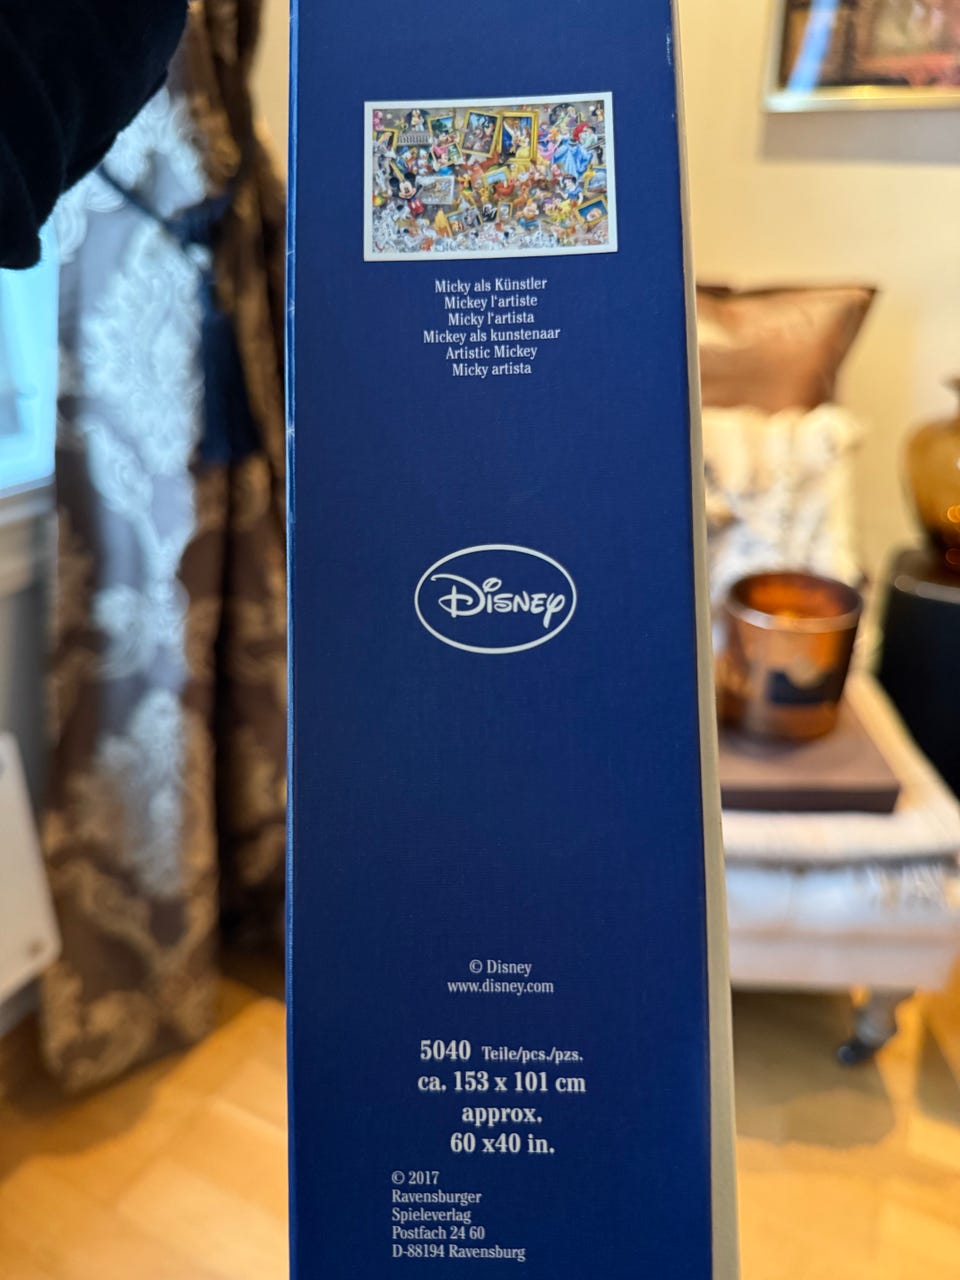 Micky als Künstler
Mickey l'artiste
Micky l'artista
Mickey als kunstenaar
Artistic Mickey
Micky artista
Disney
© Disney
www.disney.com
5040 Teile/pcs./pzs.
ca. 153 x 101 cm
approx.
60 x40 in.
© 2017
Ravensburger
Spieleverlag
Postfach 24 60
D-88194 Ravensburg